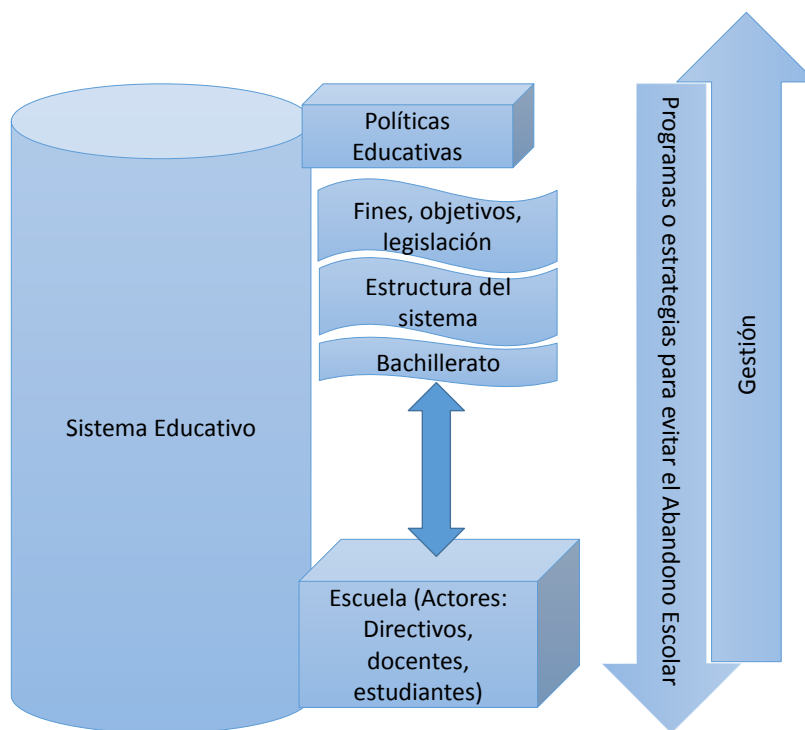 Políticas
Educativas
Fines, objetivos,
legislación
Estructura del
sistema
Bachillerato
Sistema Educativo
Escuela (Actores:
Directivos,
docentes,
estudiantes)
Programas o estrategias para evitar el Abandono Escolar
Gestión